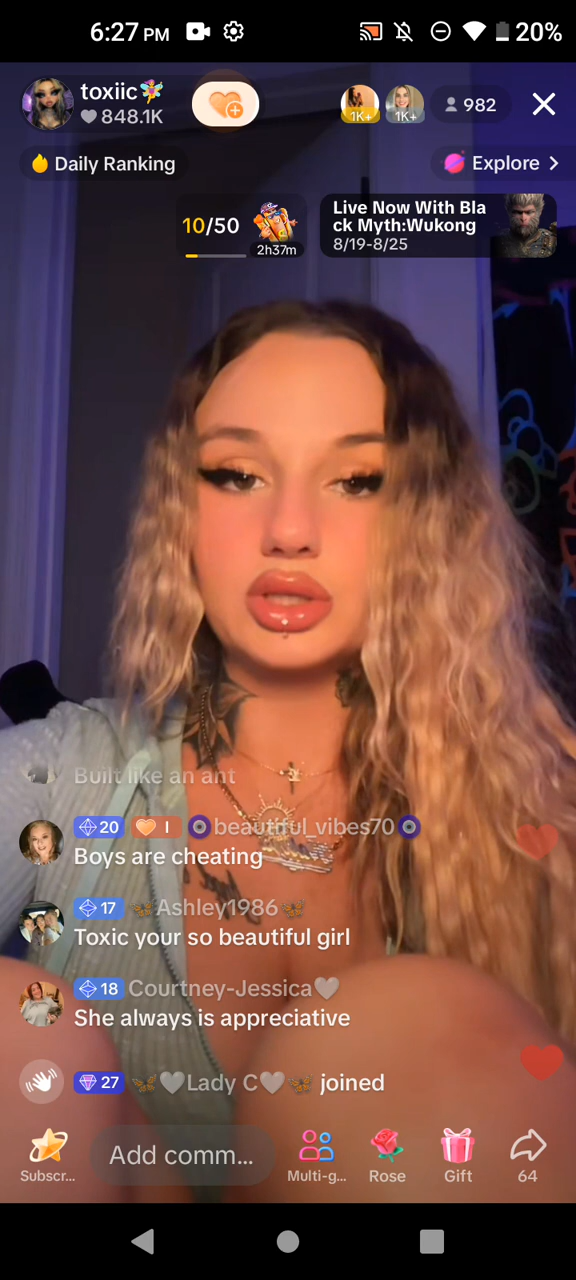 6:27 PM
20%
toxiic🧚
848.1K
1K+
1K+
982
Daily Ranking
Explore >
10/50
2h37m
Live Now With Bla
ck Myth:Wukong
8/19-8/25
Built like an ant
20 I 🧿beautiful_vibes70🧿
Boys are cheating
17 🦋Ashley1986🦋
Toxic your so beautiful girl
18 Courtney-Jessica🤍
She always is appreciative
27 🦋🤍Lady C🤍🦋 joined
Add comm...
Subscr...
Multi-g...
Rose
Gift
64